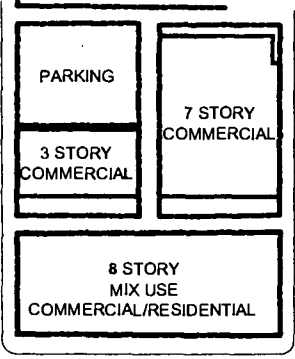 PARKING
3 STORY
COMMERCIAL
7 STORY
COMMERCIAL
8 STORY
MIX USE
COMMERCIAL/RESIDENTIAL